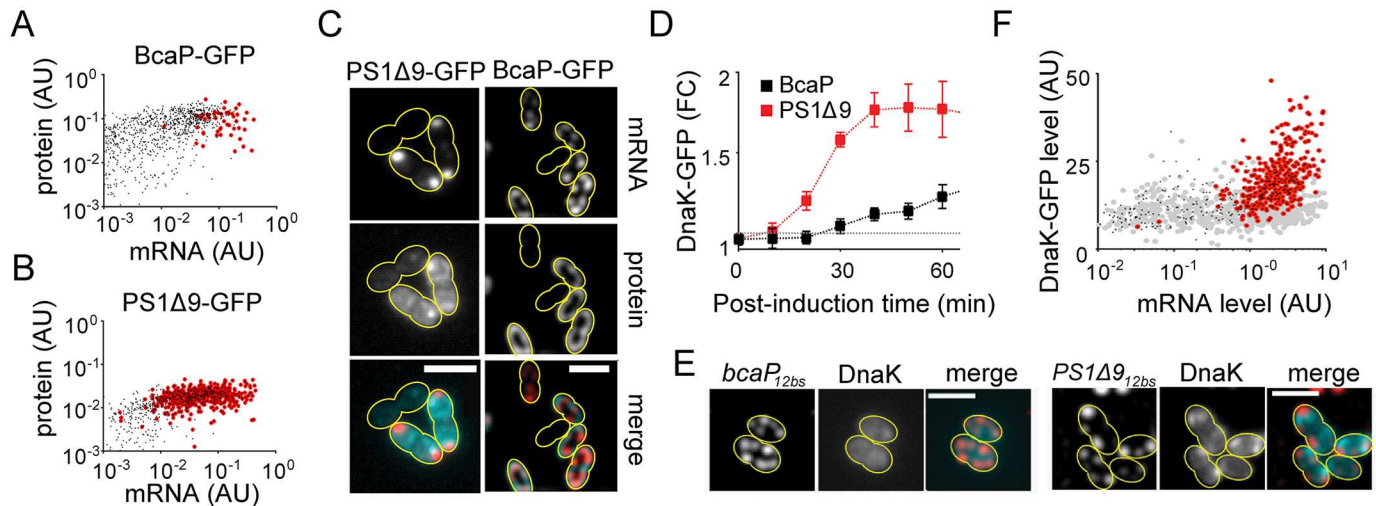 A
BcaP-GFP
protein (AU)
10^0
10^-1
10^-2
10^-3
10^-3 10^-2 10^-1 10^0
mRNA (AU)
B
PS1Δ9-GFP
protein (AU)
10^0
10^-1
10^-2
10^-3
10^-3 10^-2 10^-1 10^0
mRNA (AU)
C
PS1Δ9-GFP BcaP-GFP
mRNA
protein
merge
D
DnaK-GFP (FC)
2
1.5
1
BcaP
PS1Δ9
0 30 60
Post-induction time (min)
E
bcaP12bs DnaK merge
PS1Δ912bs DnaK merge
F
DnaK-GFP level (AU)
50
25
0
10^-2 10^-1 10^-0 10^1
mRNA level (AU)